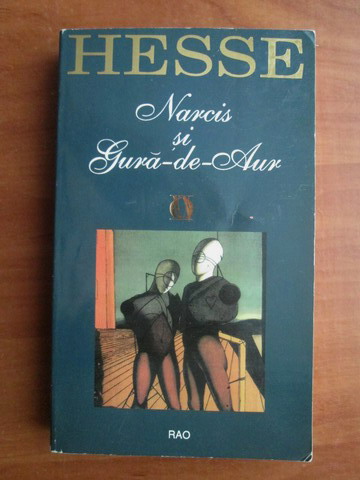 HESSE
Narcis
și
Gură-de-Aur
RAO